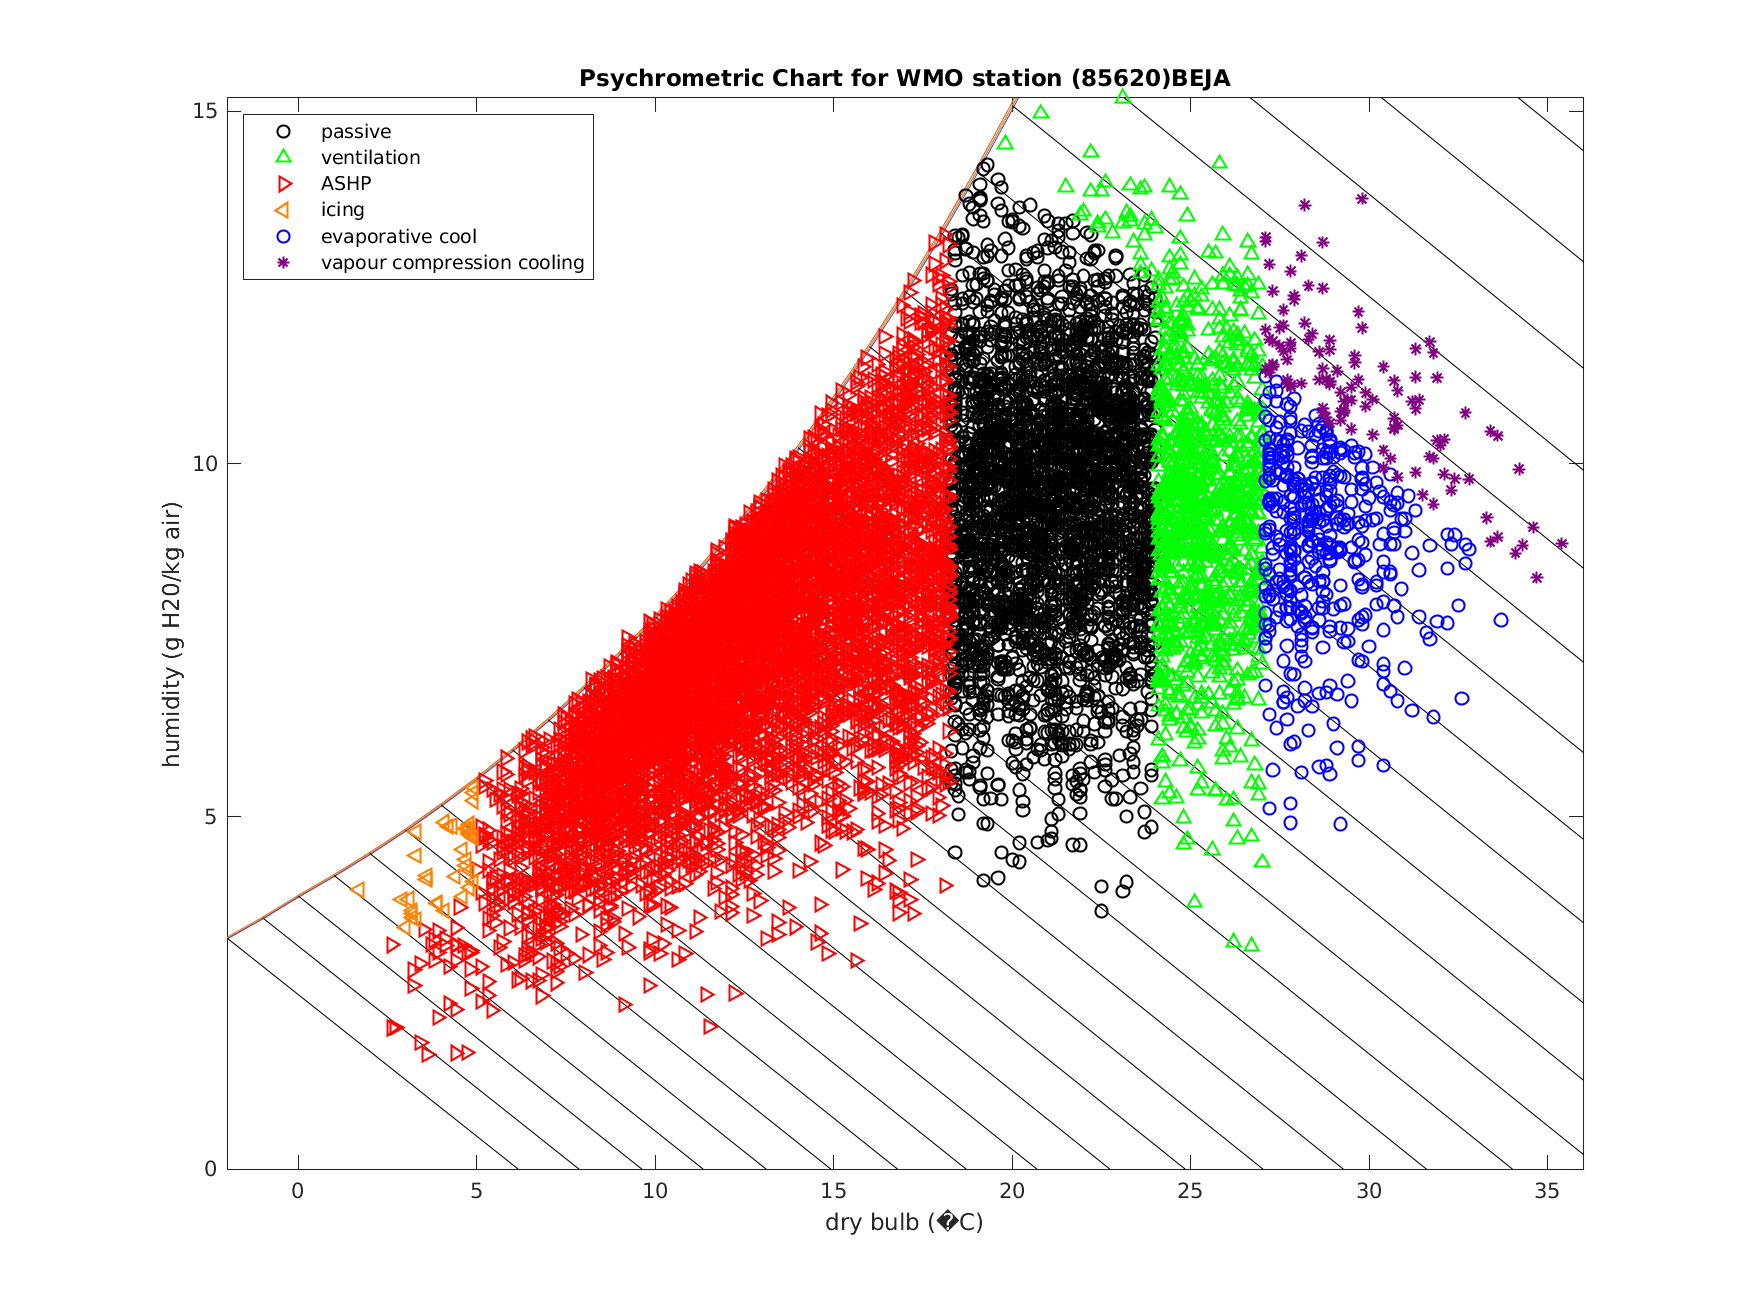 Psychrometric Chart for WMO station (85620)BEJA
passive
ventilation
ASHP
icing
evaporative cool
vapour compression cooling
humidity (g H20/kg air)
15
10
5
0
0 5 10 15 20 25 30 35
dry bulb (�C)